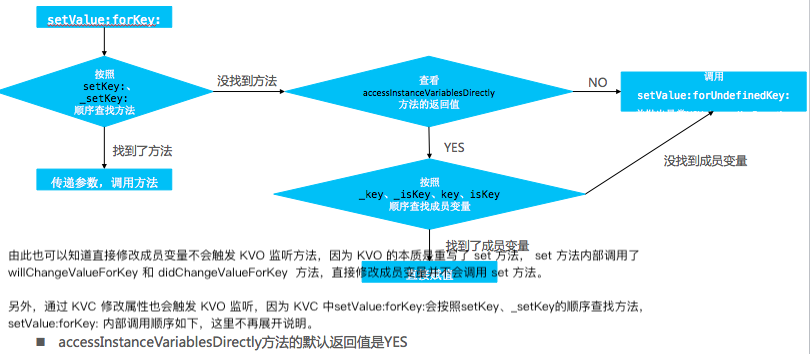 setValue:forKey:
按照
setKey:、
_setKey:
顺序查找方法
没找到方法
查看
accessInstanceVariablesDirectly
方法的返回值
NO
调用
setValue:forUndefinedKey:
找到了方法
YES
没找到成员变量
传递参数，调用方法
按照
_key、_isKey、key、isKey
顺序查找成员变量
找到了成员变量
由此也可以知道直接修改成员变量不会触发 KVO 监听方法，因为 KVO 的本质是重写了 set 方法， set 方法内部调用了
willChangeValueForKey 和 didChangeValueForKey 方法，直接修改成员变量并不会调用 set 方法。
另外，通过 KVC 修改属性也会触发 KVO 监听，因为 KVC 中setValue:forKey:会按照setKey、_setKey的顺序查找方法，
setValue:forKey: 内部调用顺序如下，这里不再展开说明。
■ accessInstanceVariablesDirectly方法的默认返回值是YES